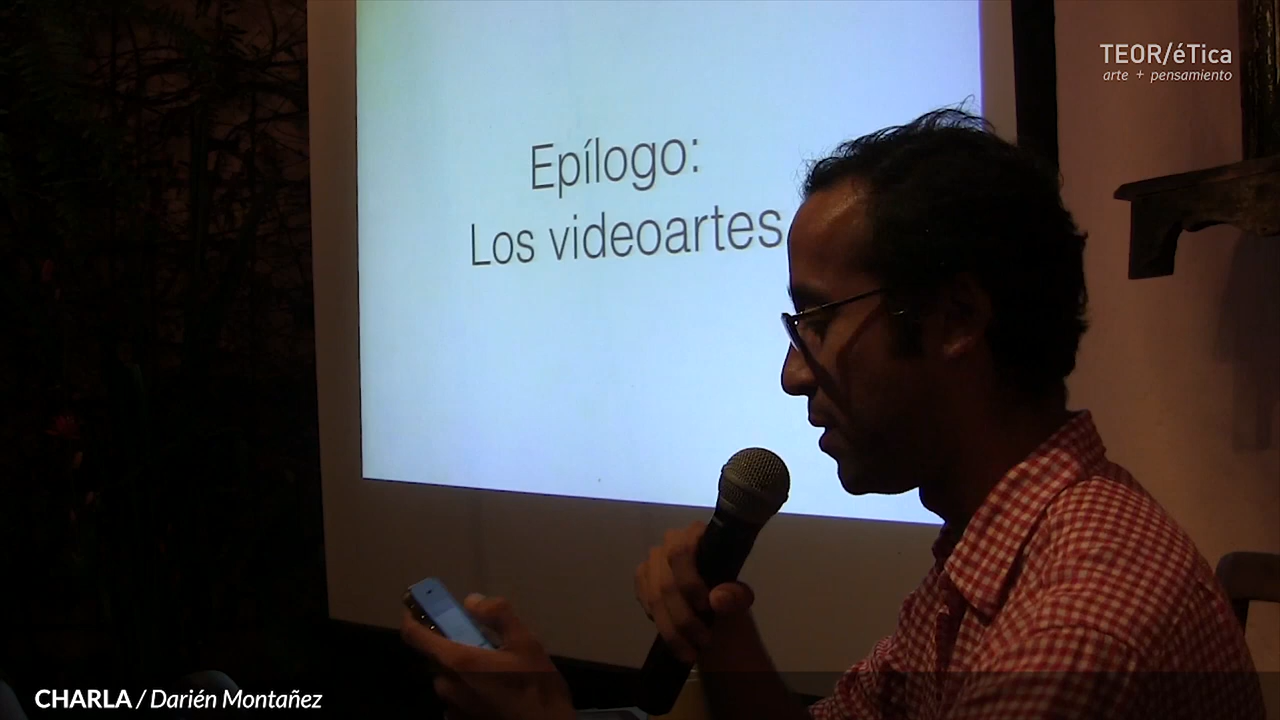 TEOR/éTica
arte + pensamiento
Epílogo:
Los videoartes
CHARLA / Darién Montañez